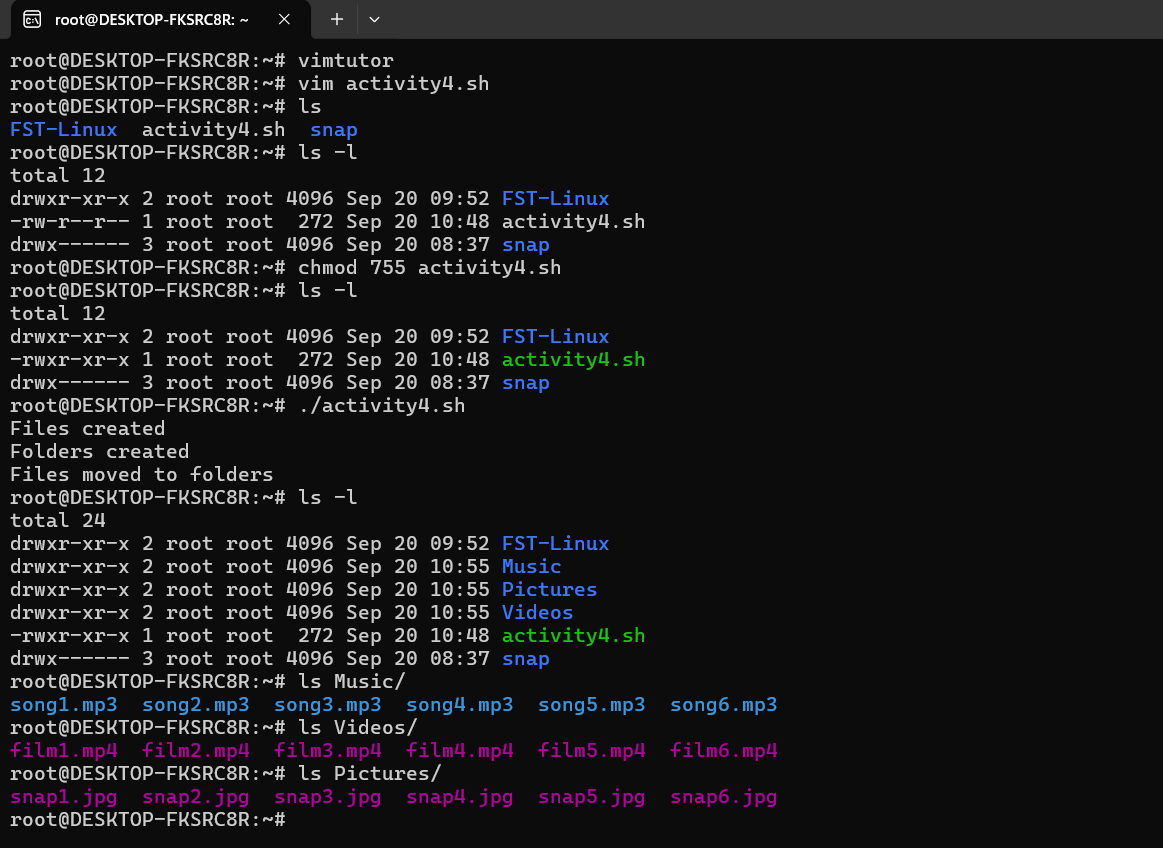 root@DESKTOP-FKSRC8R: ~
root@DESKTOP-FKSRC8R:~# vimtutor
root@DESKTOP-FKSRC8R:~# vim activity4.sh
root@DESKTOP-FKSRC8R:~# ls
FST-Linux  activity4.sh  snap
root@DESKTOP-FKSRC8R:~# ls -l
total 12
drwxr-xr-x 2 root root 4096 Sep 20 09:52 FST-Linux
-rw-r--r-- 1 root root  272 Sep 20 10:48 activity4.sh
drwx------ 3 root root 4096 Sep 20 08:37 snap
root@DESKTOP-FKSRC8R:~# chmod 755 activity4.sh
root@DESKTOP-FKSRC8R:~# ls -l
total 12
drwxr-xr-x 2 root root 4096 Sep 20 09:52 FST-Linux
-rwxr-xr-x 1 root root  272 Sep 20 10:48 activity4.sh
drwx------ 3 root root 4096 Sep 20 08:37 snap
root@DESKTOP-FKSRC8R:~# ./activity4.sh
Files created
Folders created
Files moved to folders
root@DESKTOP-FKSRC8R:~# ls -l
total 24
drwxr-xr-x 2 root root 4096 Sep 20 09:52 FST-Linux
drwxr-xr-x 2 root root 4096 Sep 20 10:55 Music
drwxr-xr-x 2 root root 4096 Sep 20 10:55 Pictures
drwxr-xr-x 2 root root 4096 Sep 20 10:55 Videos
-rwxr-xr-x 1 root root  272 Sep 20 10:48 activity4.sh
drwx------ 3 root root 4096 Sep 20 08:37 snap
root@DESKTOP-FKSRC8R:~# ls Music/
song1.mp3  song2.mp3  song3.mp3  song4.mp3  song5.mp3  song6.mp3
root@DESKTOP-FKSRC8R:~# ls Videos/
film1.mp4  film2.mp4  film3.mp4  film4.mp4  film5.mp4  film6.mp4
root@DESKTOP-FKSRC8R:~# ls Pictures/
snap1.jpg  snap2.jpg  snap3.jpg  snap4.jpg  snap5.jpg  snap6.jpg
root@DESKTOP-FKSRC8R:~#